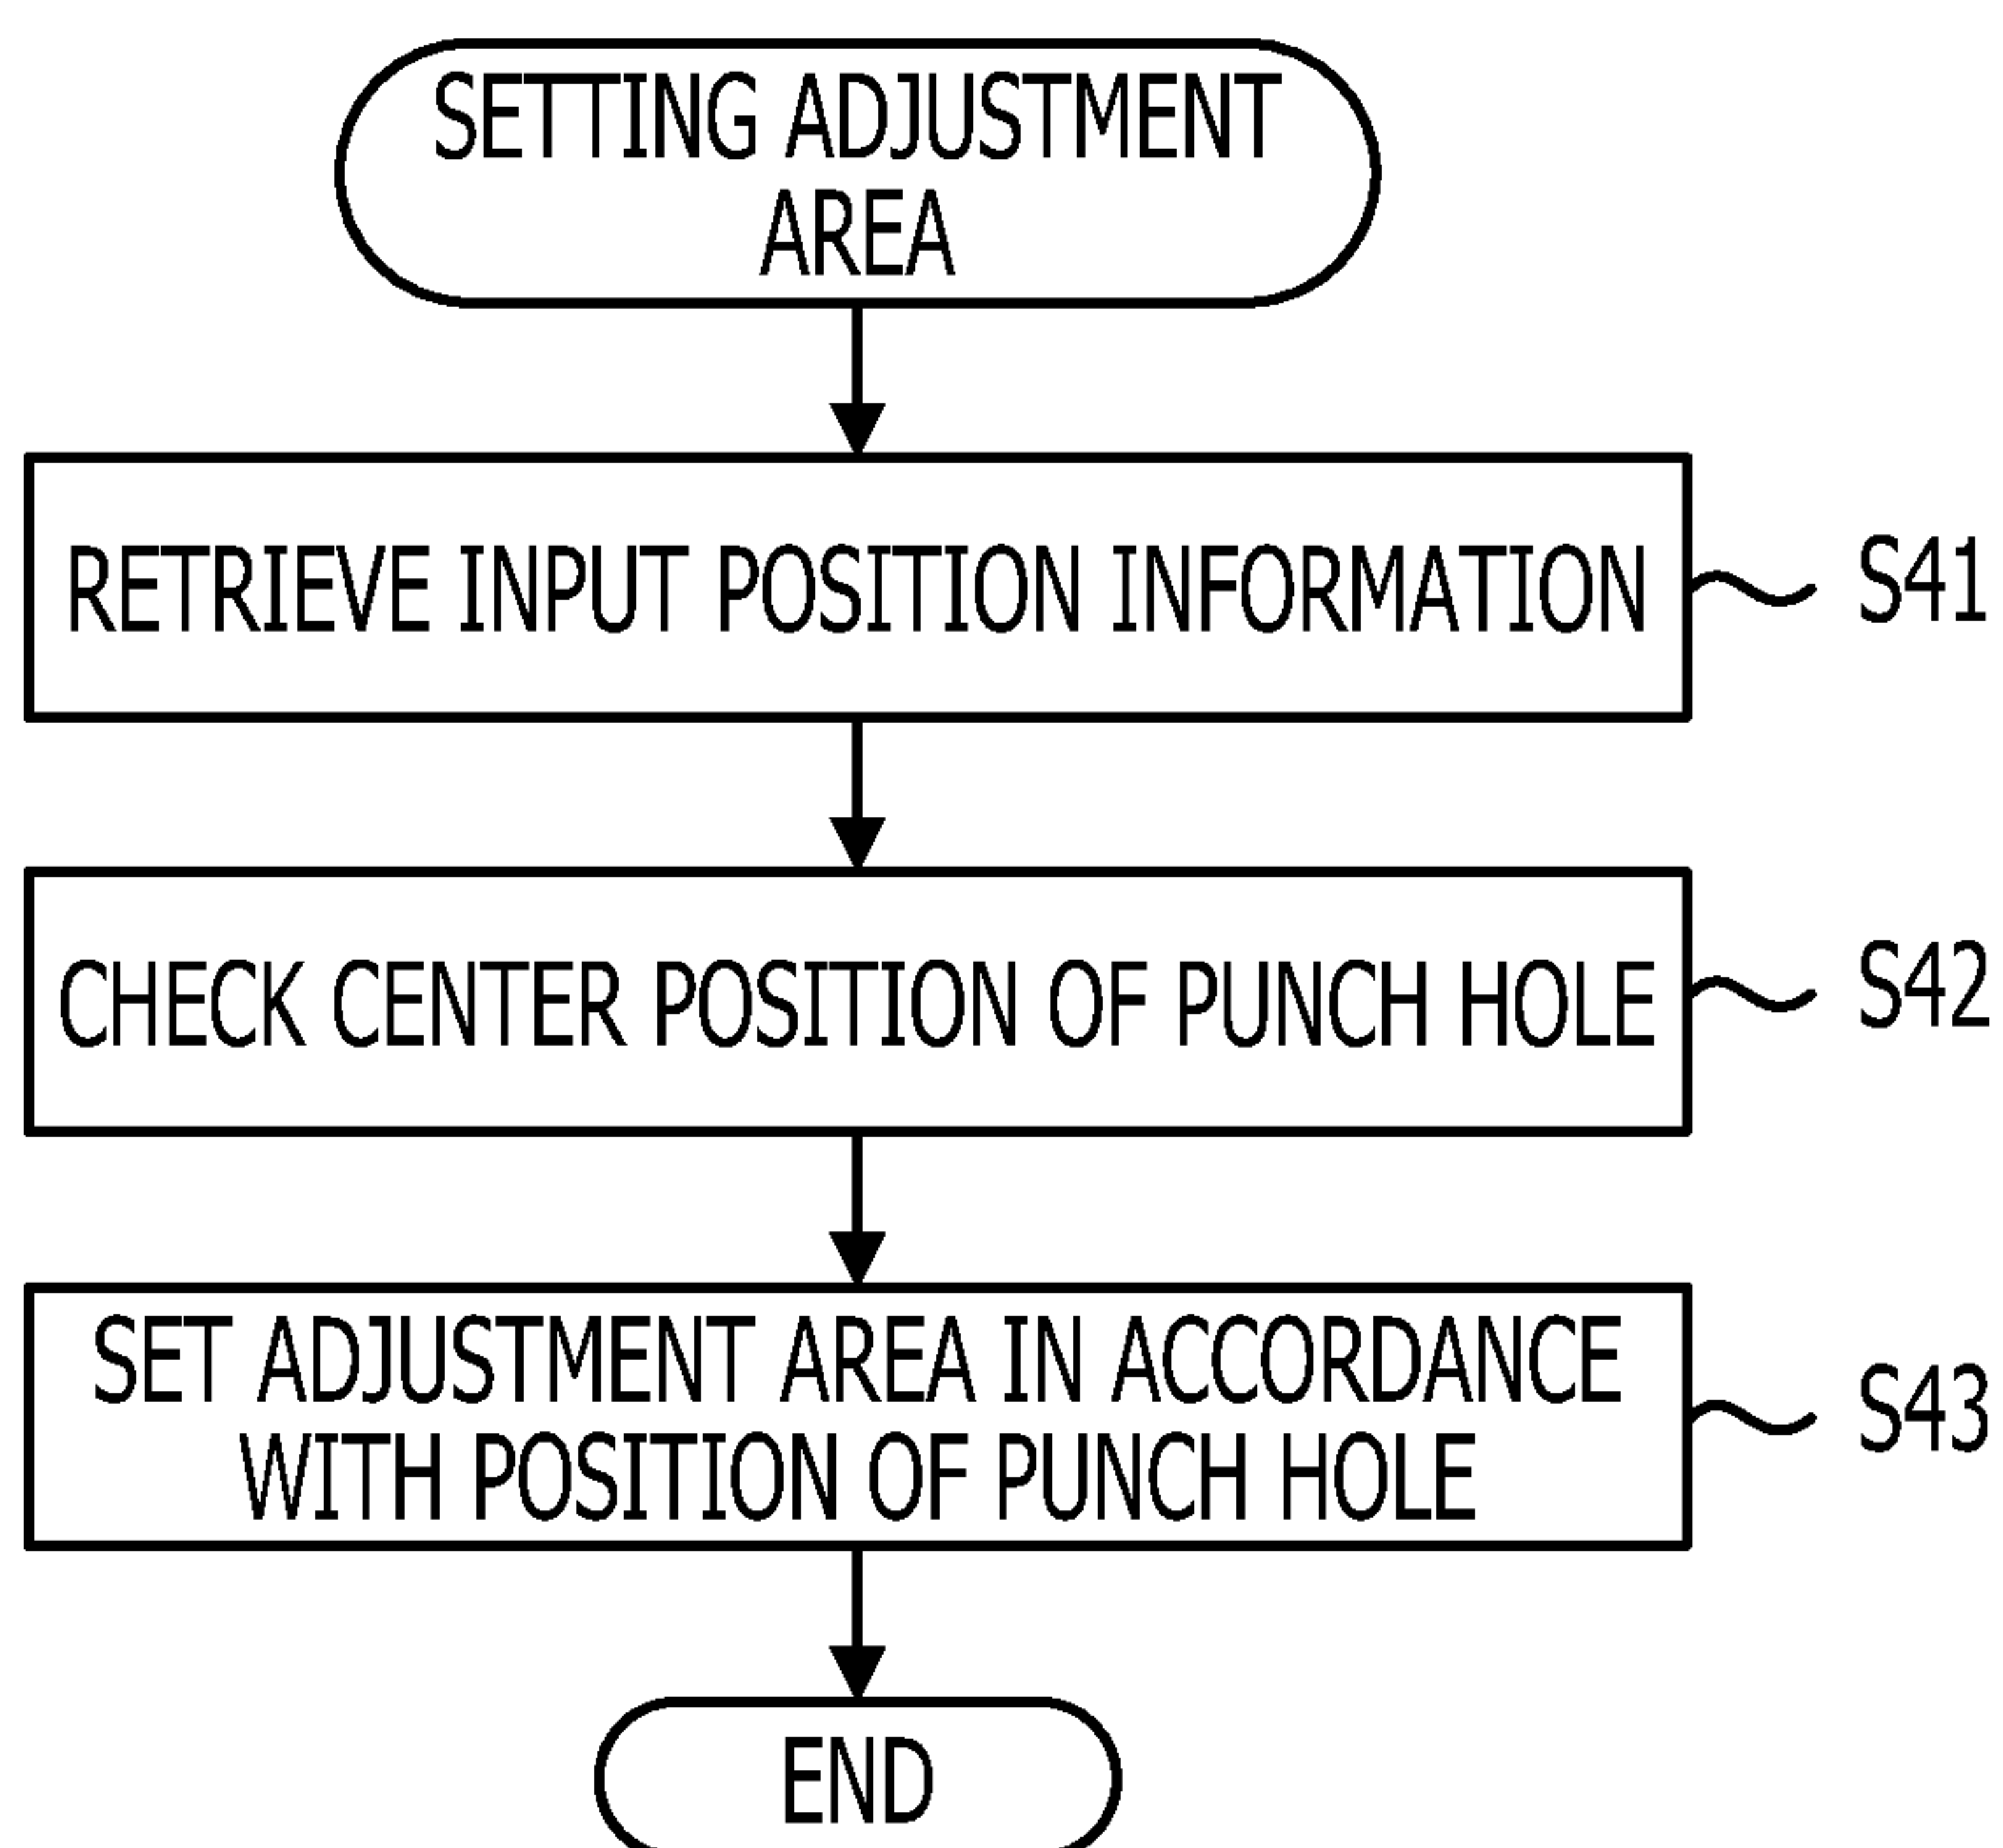 SETTING ADJUSTMENT
AREA
RETRIEVE INPUT POSITION INFORMATION
S41
CHECK CENTER POSITION OF PUNCH HOLE
S42
SET ADJUSTMENT AREA IN ACCORDANCE
WITH POSITION OF PUNCH HOLE
S43
END